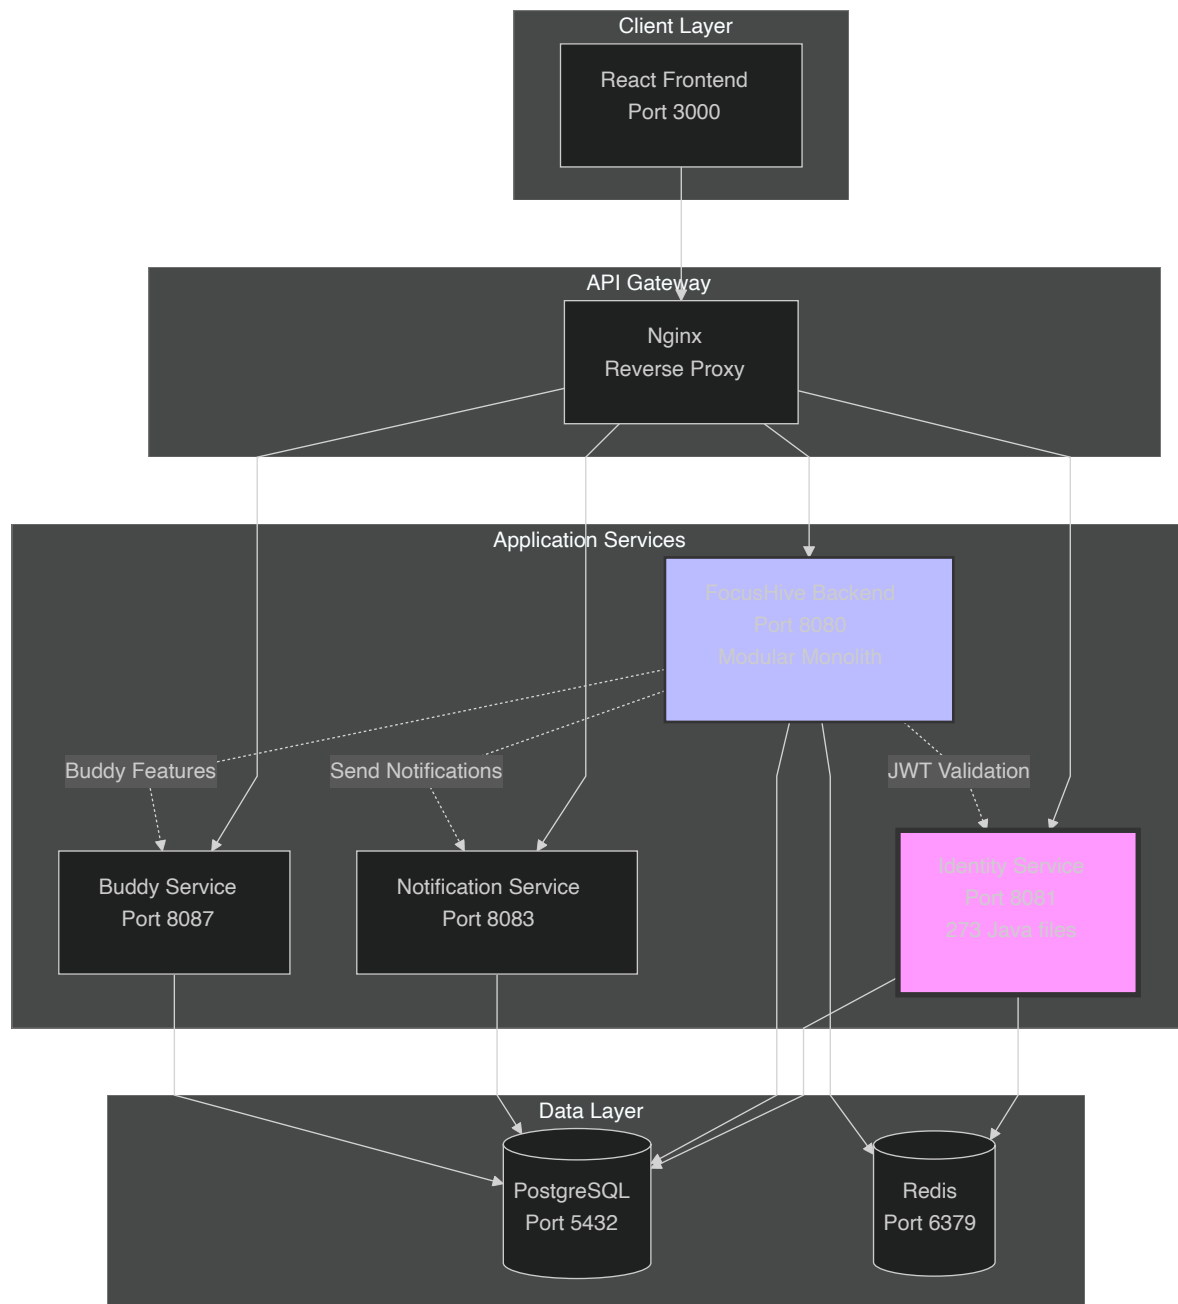 Client Layer
React Frontend
Port 3000
API Gateway
Nginx
Reverse Proxy
Application Services
FocusHive Backend
Port 8080
Modular Monolith
Buddy Features
Send Notifications
JWT Validation
Buddy Service
Port 8087
Notification Service
Port 8083
Identity Service
Port 8081
273 Java files
Data Layer
PostgreSQL
Port 5432
Redis
Port 6379